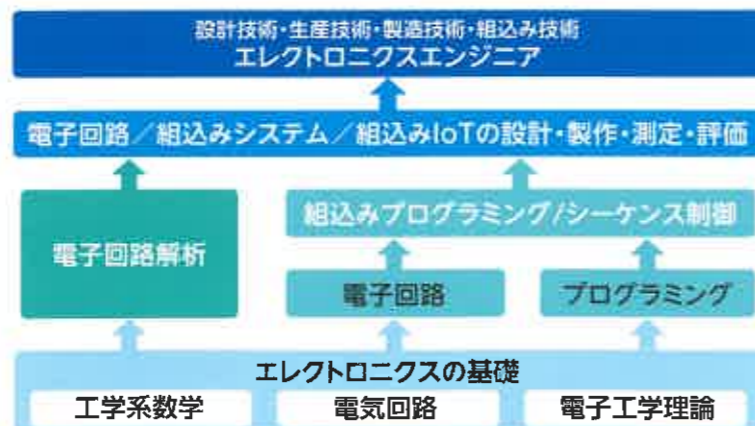 設計技術・生産技術・製造技術・組込み技術
エレクトロニクスエンジニア
電子回路／組込みシステム／組込みIoTの設計・製作・測定・評価
電子回路解析
組込みプログラミング/シーケンス制御
電子回路
プログラミング
エレクトロニクスの基礎
工学系数学
電気回路
電子工学理論